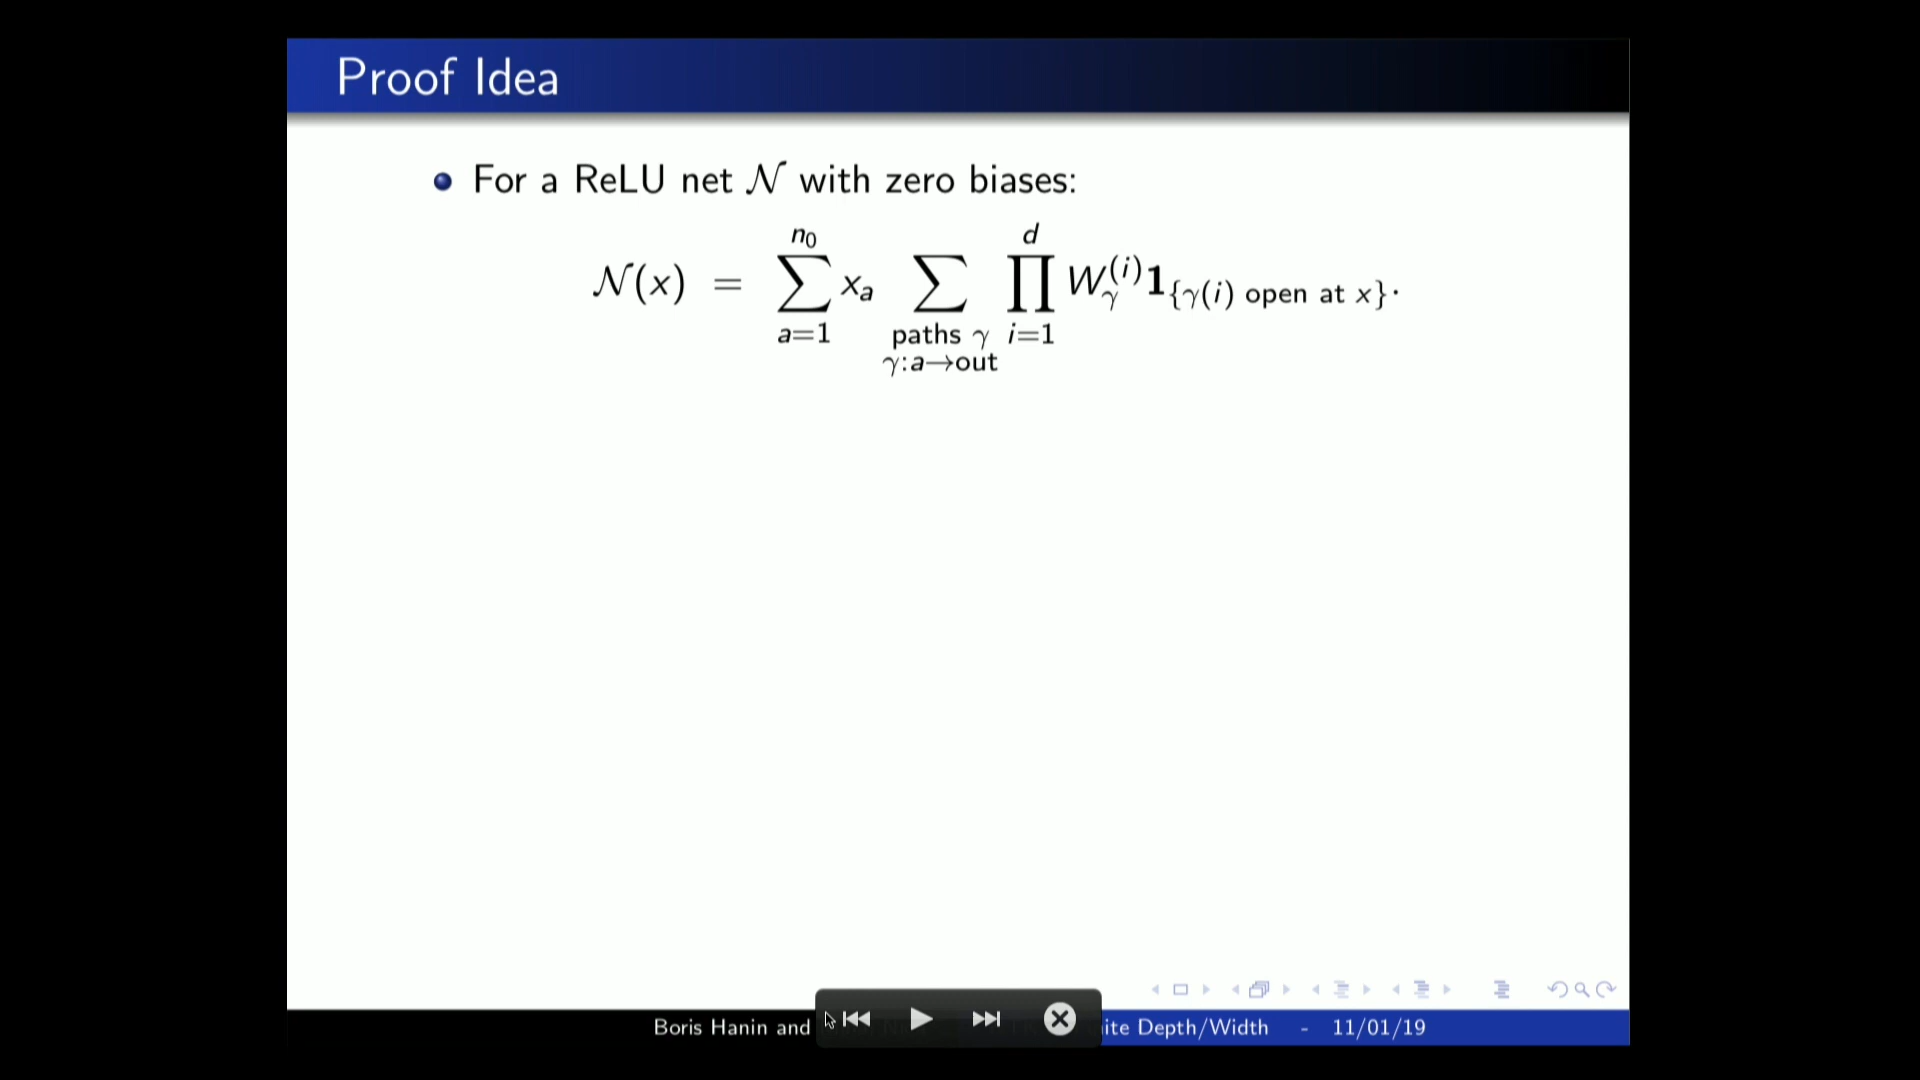 Proof Idea
For a ReLU net 𝒩 with zero biases:
𝒩(x) = ∑_{a=1}^{n₀} x_a ∑_{paths γ, γ:a→out} ∏_{i=1}^{d} W_γ^{(i)} 𝟏_{γ(i) open at x}.
Boris Hanin and ite Depth/Width - 11/01/19